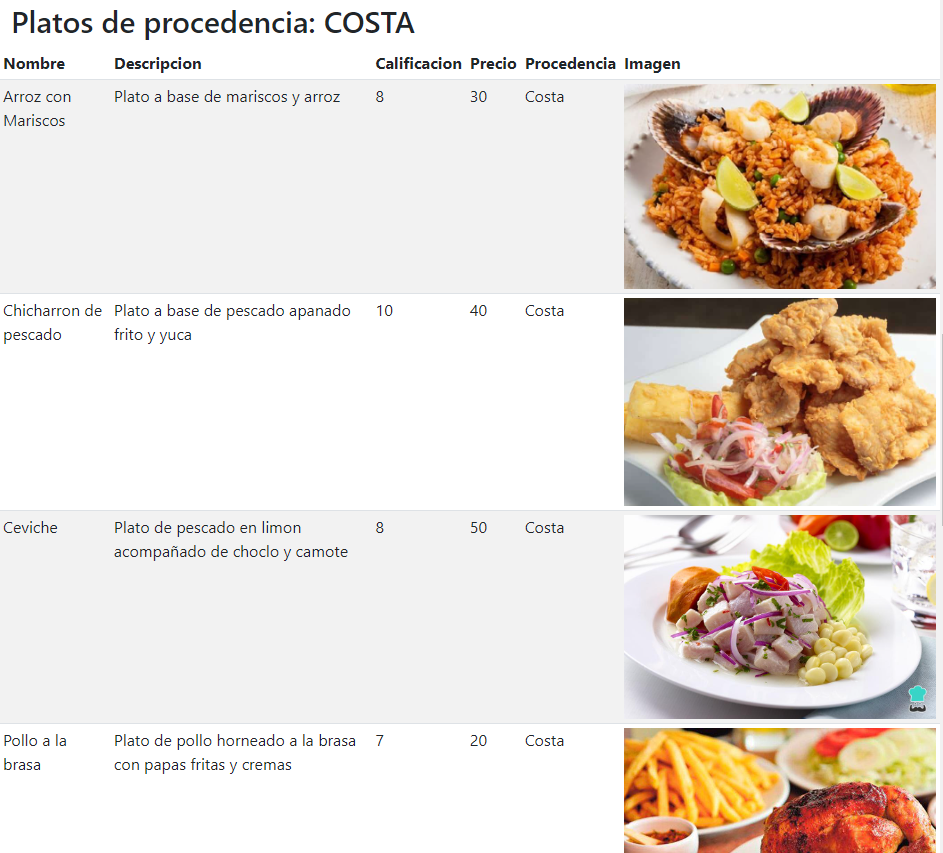 Platos de procedencia: COSTA
Nombre Descripcion Calificacion Precio Procedencia Imagen
Arroz con Mariscos Plato a base de mariscos y arroz 8 30 Costa
Chicharron de pescado Plato a base de pescado apanado frito y yuca 10 40 Costa
Ceviche Plato de pescado en limon acompañado de choclo y camote 8 50 Costa
Pollo a la brasa Plato de pollo horneado a la brasa con papas fritas y cremas 7 20 Costa